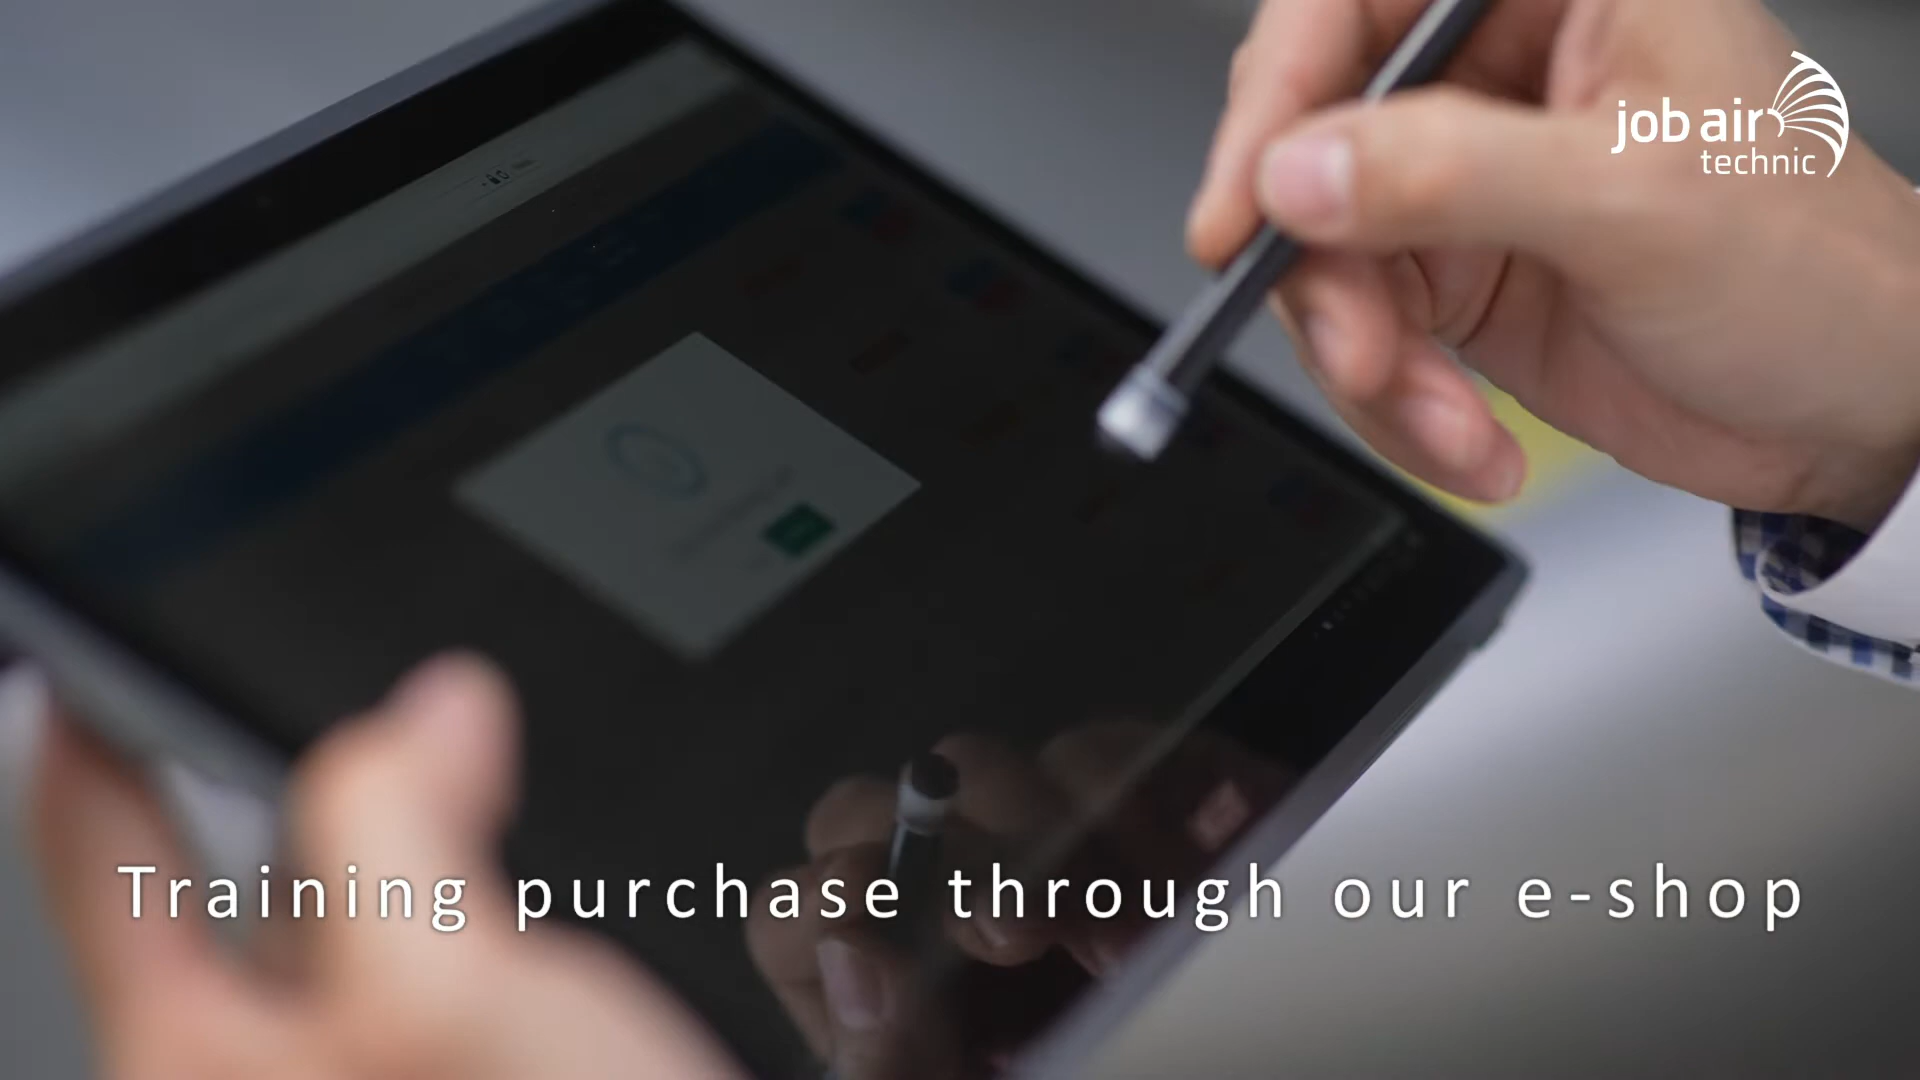 job air
technic
Training purchase through our e-shop